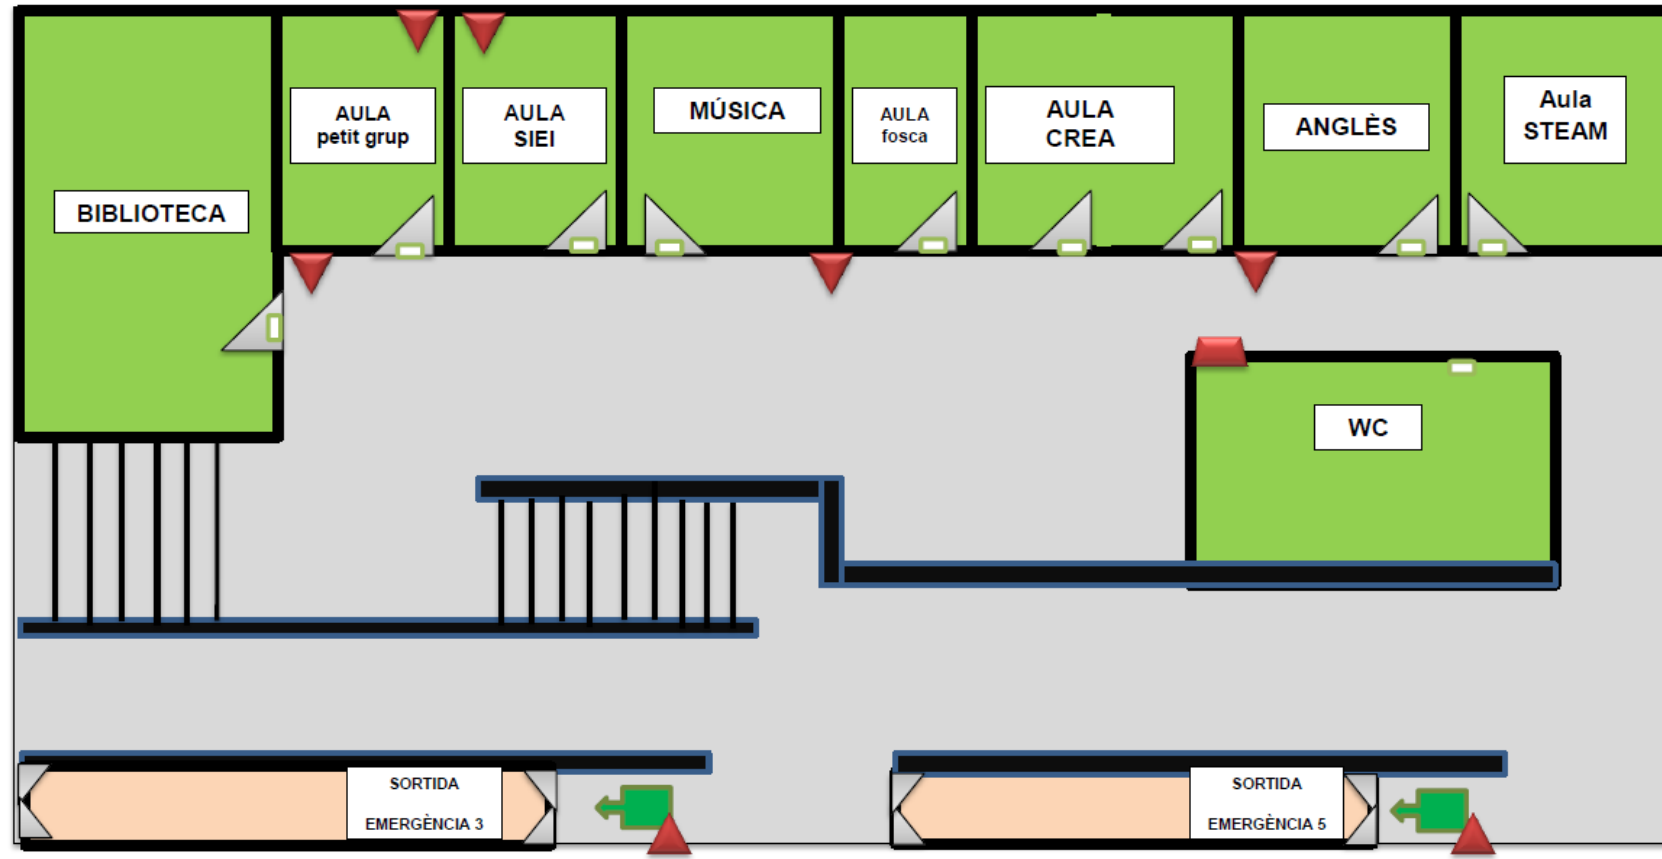 AULA
petit grup
AULA
SIEI
MÚSICA
AULA
fosca
AULA
CREA
ANGLÈS
Aula
STEAM
BIBLIOTECA
WC
SORTIDA
EMERGÈNCIA 3
SORTIDA
EMERGÈNCIA 5